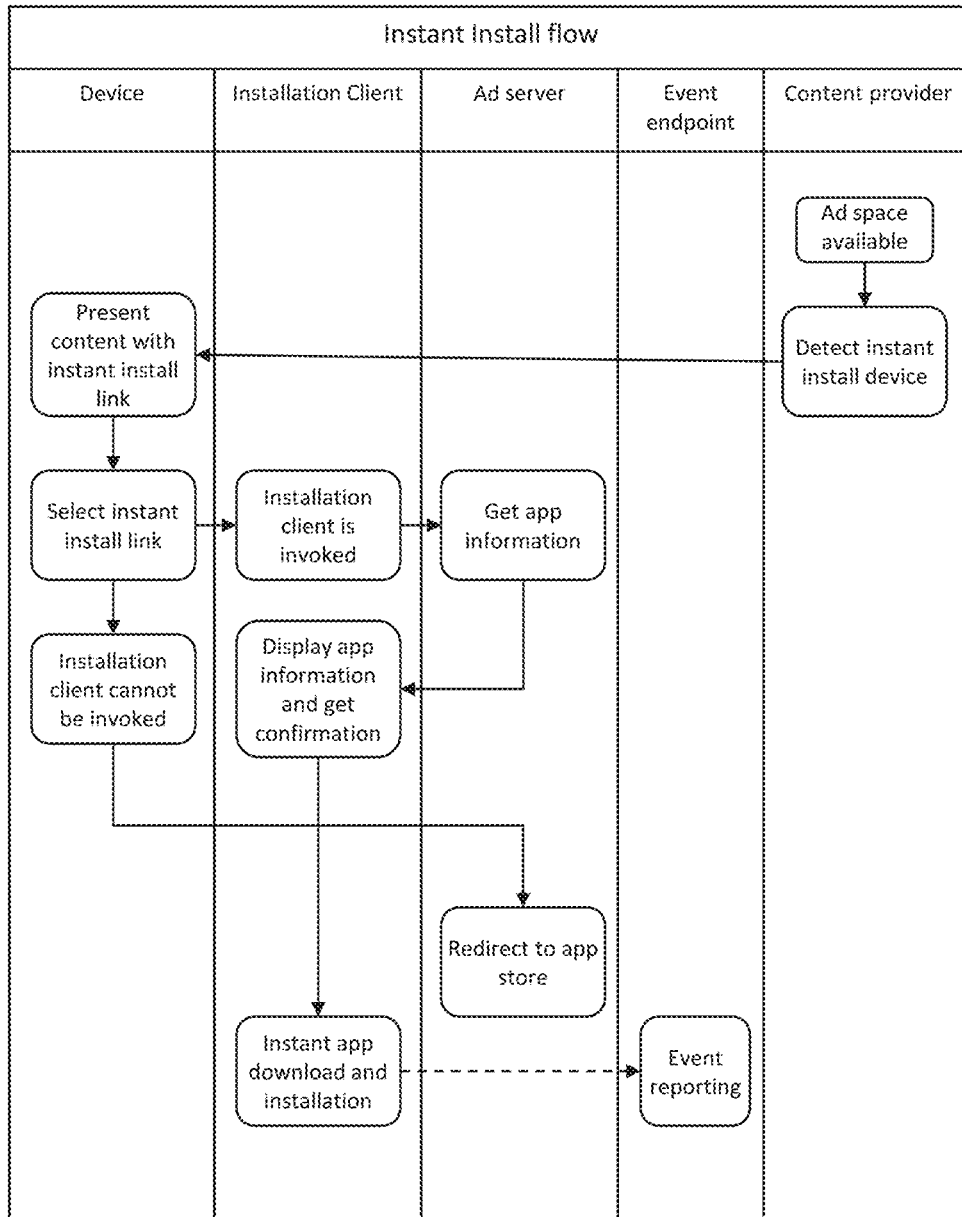 Instant Install flow
Device
Installation Client
Ad server
Event
endpoint
Content provider
Ad space
available
Present
content with
instant install
link
Detect instant
install device
Select instant
install link
Installation
client is
invoked
Get app
information
Installation
client cannot
be invoked
Display app
information
and get
confirmation
Redirect to app
store
Instant app
download and
installation
Event
reporting